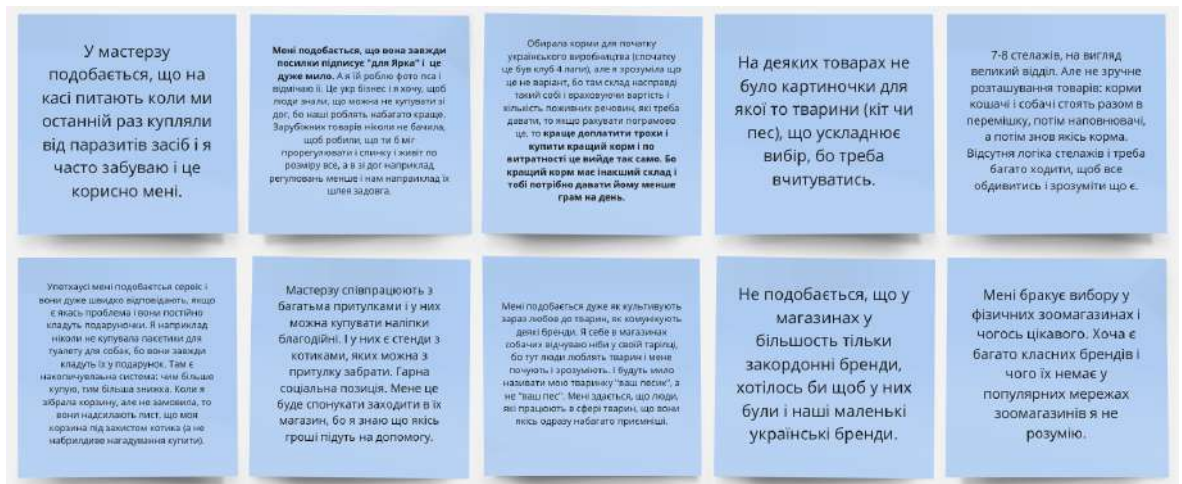 У мастерзу
подобається, що на
касі питають коли ми
останній раз купляли
від паразитів засіб і я
часто забуваю і це
корисно мені.
Мені подобається, що вона завжди
посилки підписує "для Ярка" і це
дуже мило. А я їй роблю фото пса і
відмічаю її. Це укр бізнес і я хочу, щоб
люди знали, що можна не купувати зі
дог, бо наші роблять набагато краще.
Зарубіжних товарів ніколи не бачила,
щоб робили, що ти б міг
прорегулювати і спинку і живіт по
розміру все, а в зі дог наприклад
регулювань менше і нам наприклад їх
шлея задовга.
Обирала корми для початку
українського виробництва (спочатку
це був клуб 4 лапи), але я зрозуміла що
це не варіант, бо там склад насправді
такий собі і враховуючи вартість і
кількість поживних речовин, які треба
давати, то якщо рахувати пограмово
це, то краще доплатити трохи і
купити кращий корм і по
витратності це вийде так само. Бо
кращий корм має інакший склад і
тобі потрібно давати йому менше
грам на день.
На деяких товарах не
було картиночки для
якої то тварини (кіт чи
пес), що ускладнює
вибір, бо треба
вчитуватись.
7-8 стелажів, на вигляд
великий відділ. Але не зручне
розташування товарів: корми
кошачі і собачі стоять разом в
перемішку, потім наповнювачі,
а потім знов якісь корма.
Відсутня логіка стелажів і треба
багато ходити, щоб все
обдивитись і зрозуміти що є.
Упетхаусі мені подобається сервіс і
вони дуже швидко відповідають, якщо
є якась проблема і вони постійно
кладуть подаруночки. Я наприклад
ніколи не купувала пакетики для
туалету для собак, бо вони завжди
кладуть їх у подарунок. Там є
накопичувальна система: чим більше
купую, тим більша знижка. Коли я
зібрала корзину, але не замовила, то
вони надсилають лист, що моя
корзина під захистом котика (а не
набридливе нагадування купити).
Мастерзу співпрацюють з
багатьма притулками і у них
можна купувати наліпки
благодійні. І у них є стенди з
котиками, яких можна з
притулку забрати. Гарна
соціальна позиція. Мене це
буде спонукати заходити в їх
магазин, бо я знаю що якісь
гроші підуть на допомогу.
Мені подобається дуже як культивують
зараз любов до тварин, як комунікують
деякі бренди. Я себе в магазинах
собачих відчуваю ніби у своїй тарілці,
бо тут люди люблять тварин і мене
почують і зрозуміють. І будуть мило
називати мою тваринку "ваш песик", а
не "ваш пес". Мені здається, що люди,
які працюють в сфері тварин, що вони
якісь одразу набагато приємніші.
Не подобається, що у
магазинах у
більшость тільки
закордонні бренди,
хотілось би щоб у них
були і наші маленькі
українські бренди.
Мені бракує вибору у
фізичних зоомагазинах і
чогось цікавого. Хоча є
багато класних брендів і
чого їх немає у
популярних мережах
зоомагазинів я не
розумію.